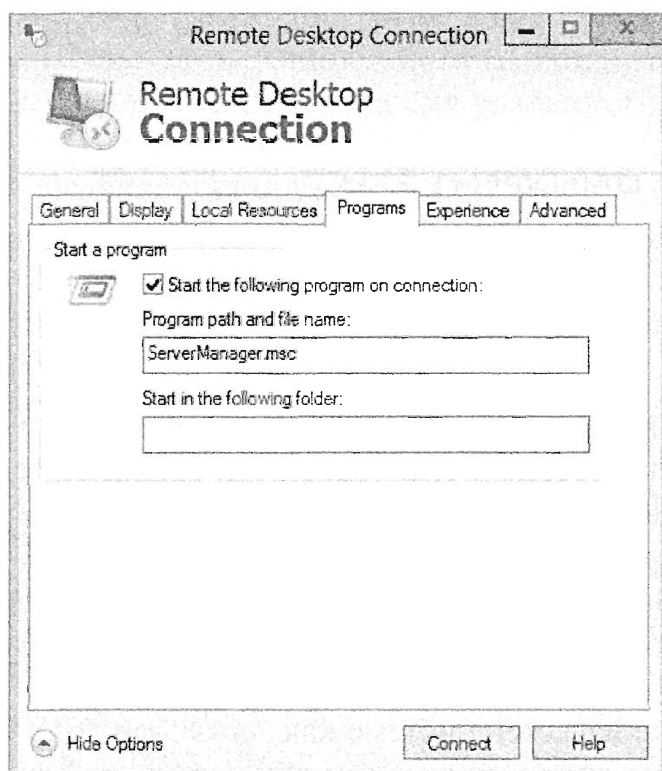 Remote Desktop Connection
Remote Desktop
Connection
General Display Local Resources Programs Experience Advanced
Start a program
Start the following program on connection:
Program path and file name:
ServerManager.msc
Start in the following folder:
Hide Options Connect Help